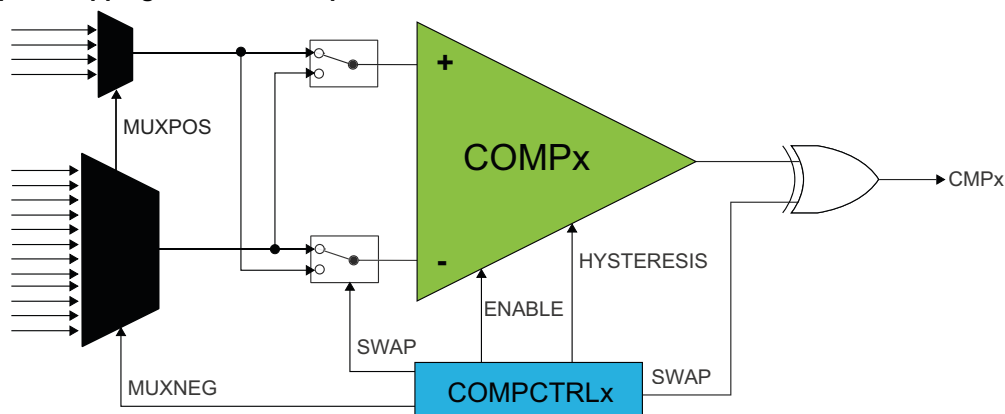 +
MUXPOS
COMPx
CMPx
-
HYSTERESIS
ENABLE
SWAP
SWAP
MUXNEG
COMPCTRLx